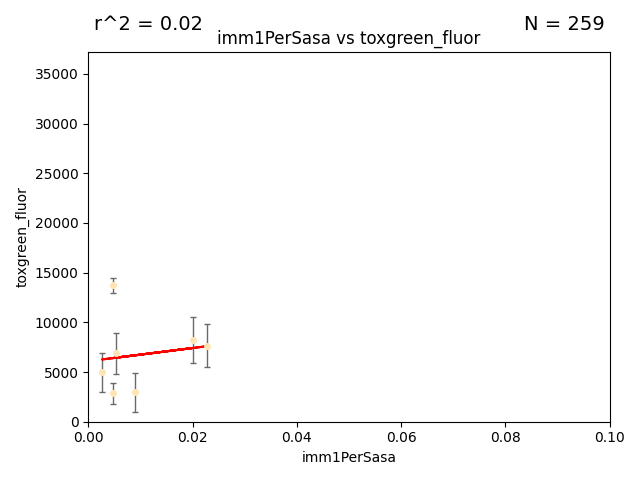 r^2 = 0.02
N = 259
imm1PerSasa vs toxgreen_fluor
35000
30000
25000
20000
15000
10000
5000
0
toxgreen_fluor
0.00
0.02
0.04
0.06
0.08
0.10
imm1PerSasa